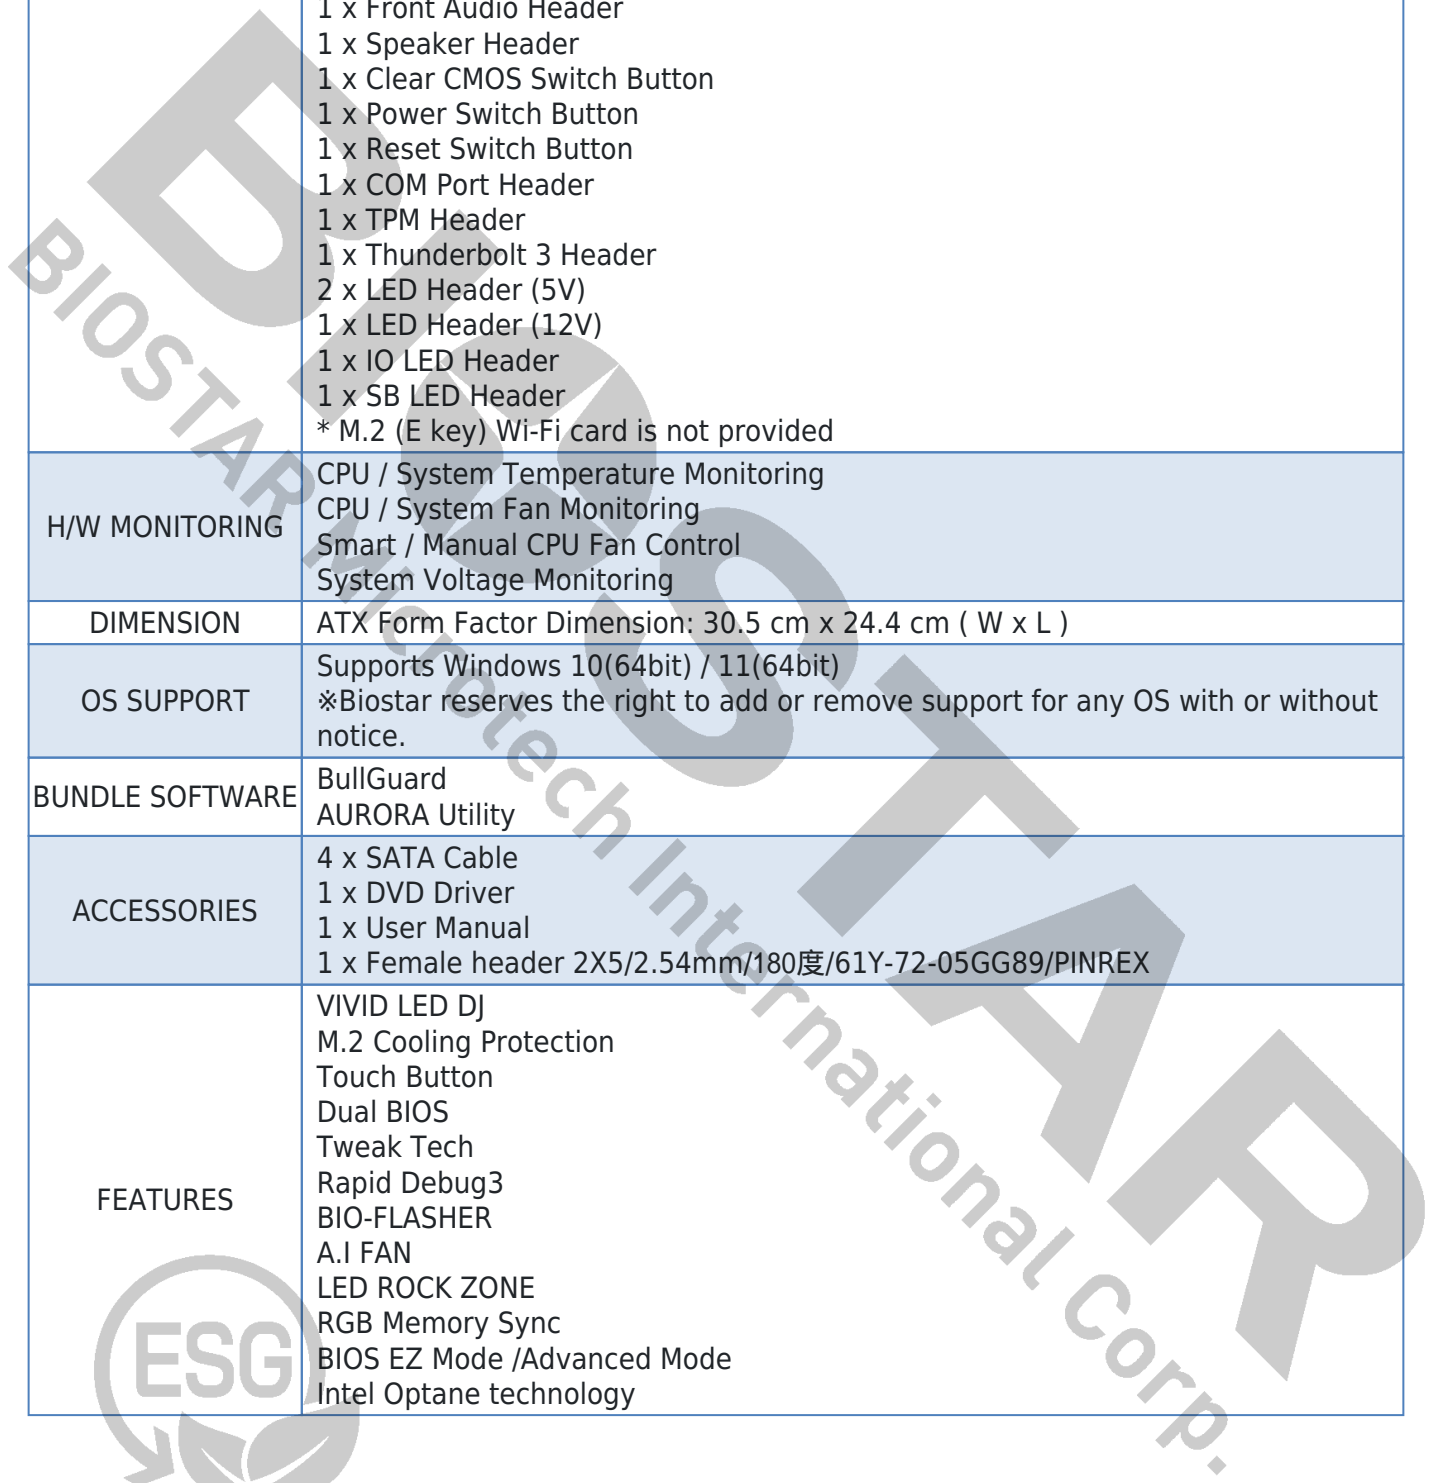 1 x Front Audio Header
1 x Speaker Header
1 x Clear CMOS Switch Button
1 x Power Switch Button
1 x Reset Switch Button
1 x COM Port Header
1 x TPM Header
1 x Thunderbolt 3 Header
2 x LED Header (5V)
1 x LED Header (12V)
1 x IO LED Header
1 x SB LED Header
* M.2 (E key) Wi-Fi card is not provided
H/W MONITORING
CPU / System Temperature Monitoring
CPU / System Fan Monitoring
Smart / Manual CPU Fan Control
System Voltage Monitoring
DIMENSION
ATX Form Factor Dimension: 30.5 cm x 24.4 cm ( W x L )
OS SUPPORT
Supports Windows 10(64bit) / 11(64bit)
※Biostar reserves the right to add or remove support for any OS with or without
notice.
BUNDLE SOFTWARE
BullGuard
AURORA Utility
ACCESSORIES
4 x SATA Cable
1 x DVD Driver
1 x User Manual
1 x Female header 2X5/2.54mm/180度/61Y-72-05GG89/PINREX
FEATURES
VIVID LED DJ
M.2 Cooling Protection
Touch Button
Dual BIOS
Tweak Tech
Rapid Debug3
BIO-FLASHER
A.I FAN
LED ROCK ZONE
RGB Memory Sync
BIOS EZ Mode /Advanced Mode
Intel Optane technology
BIOSTAR
BIOSTAR Microtech International Corp.
ESG